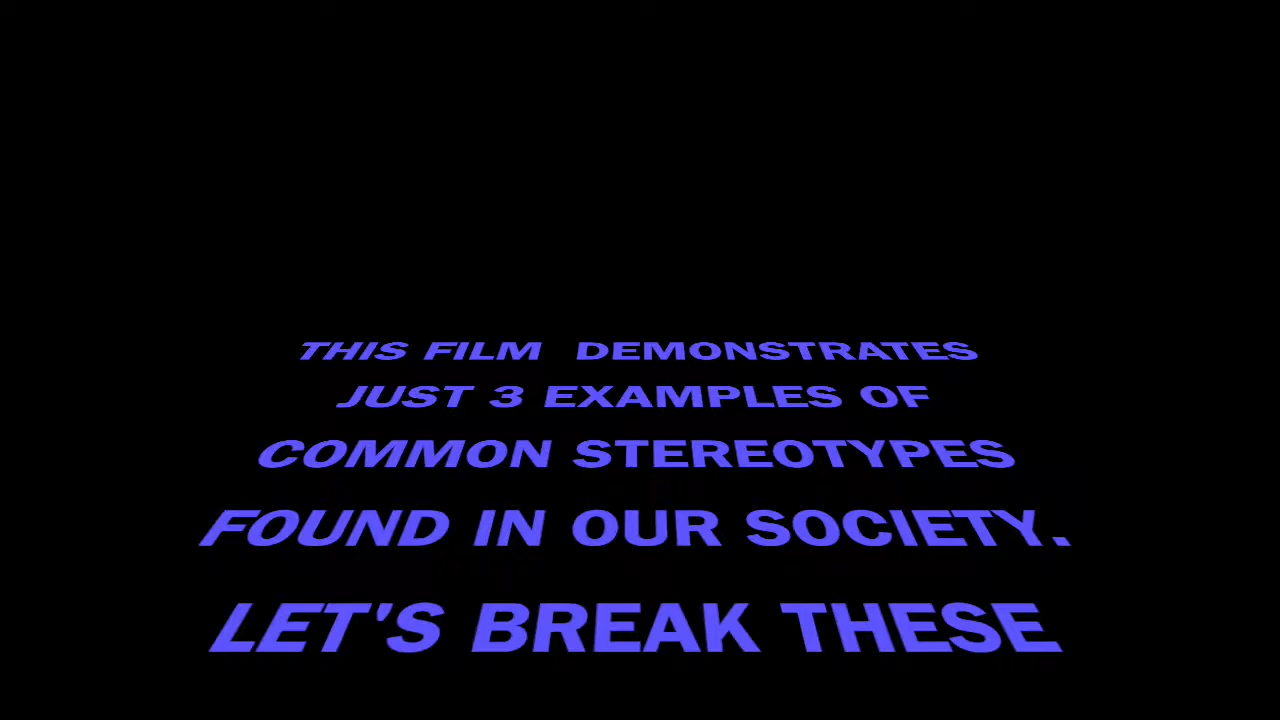 THIS FILM  DEMONSTRATES
JUST 3 EXAMPLES OF
COMMON STEREOTYPES
FOUND IN OUR SOCIETY.
LET'S BREAK THESE